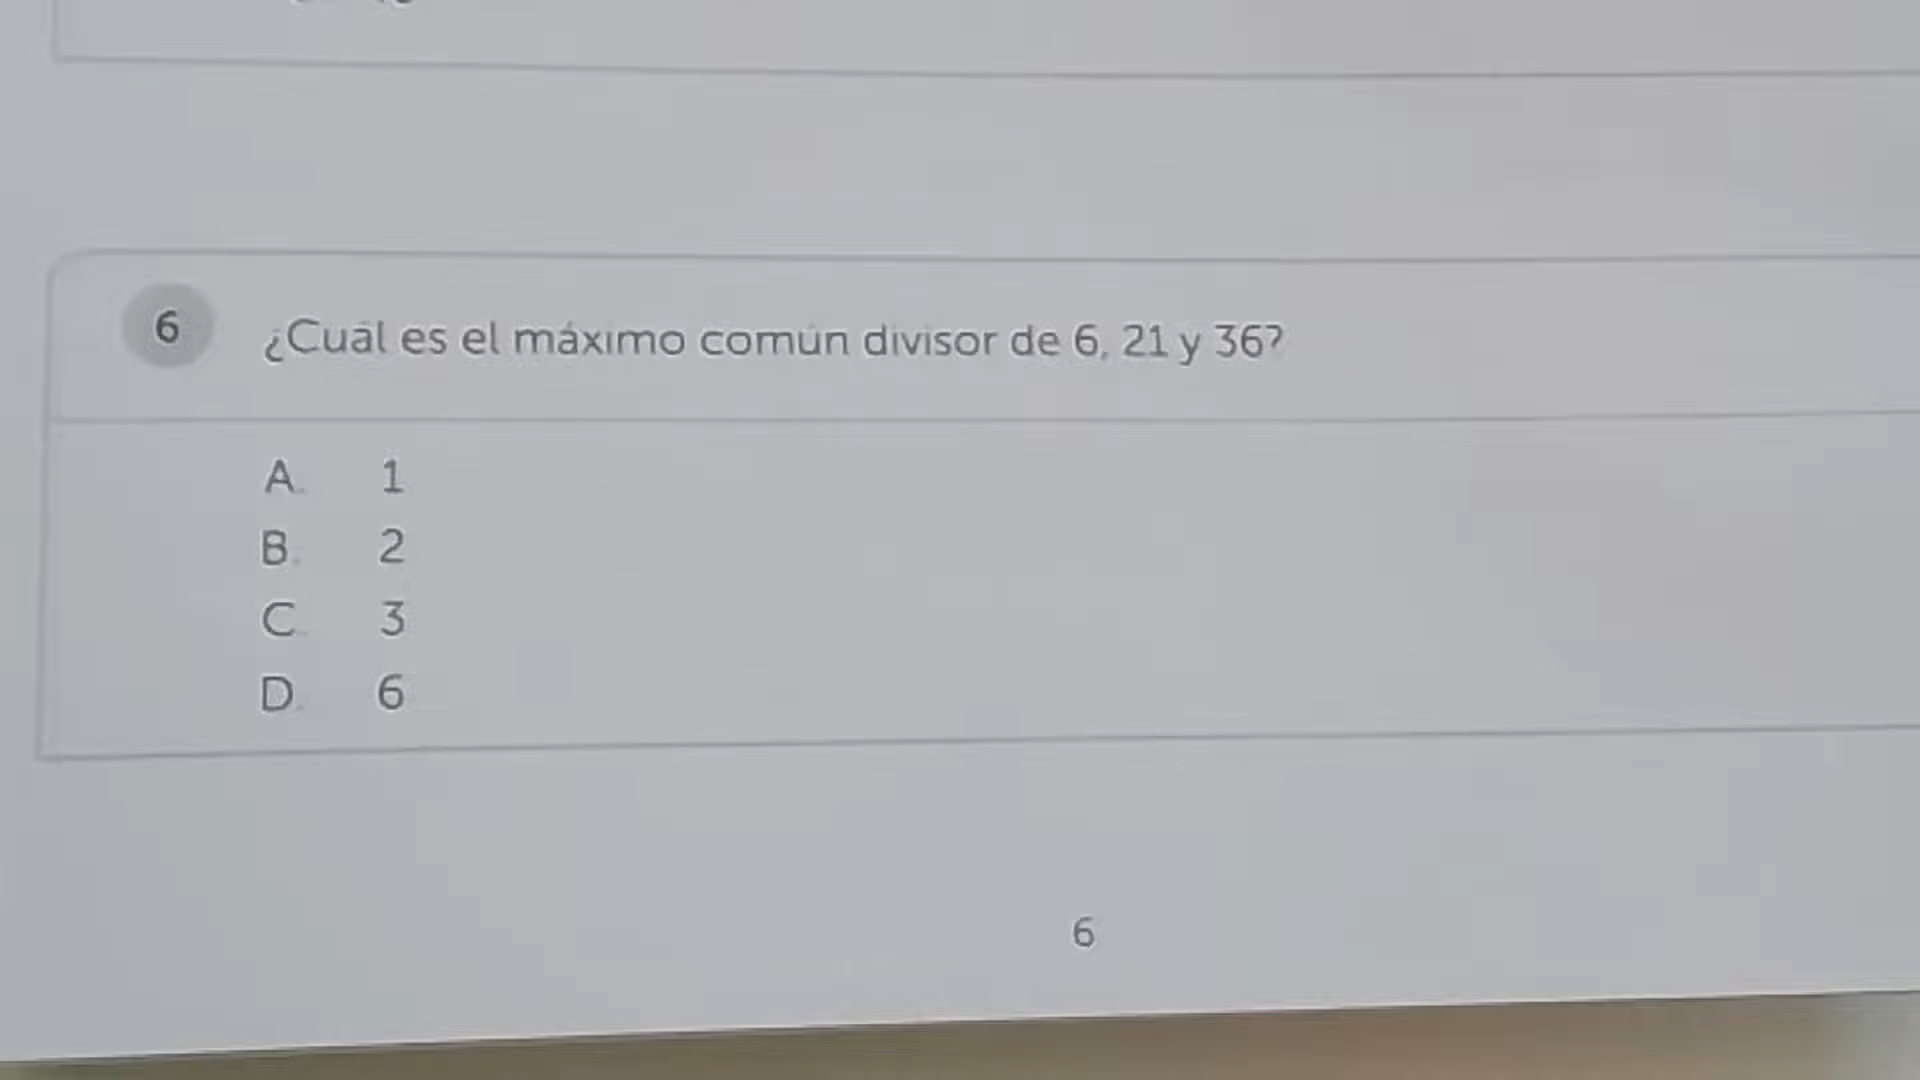 6 ¿Cuál es el máximo común divisor de 6, 21 y 36?
A. 1
B. 2
C. 3
D. 6
6